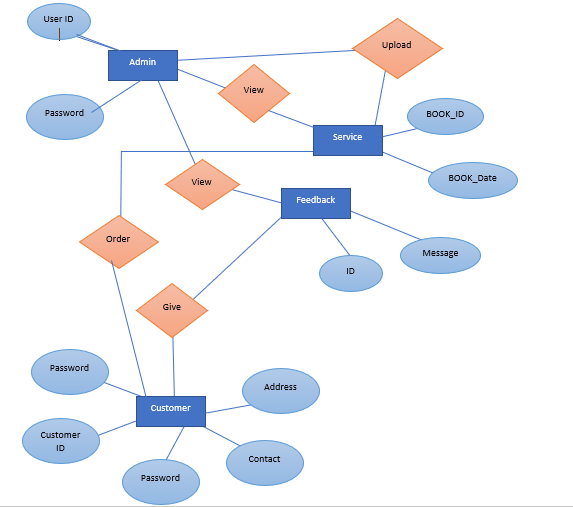 User ID
Upload
Admin
View
Password
BOOK_ID
Service
View
BOOK_Date
Feedback
Order
Message
ID
Give
Password
Address
Customer
Customer
ID
Contact
Password